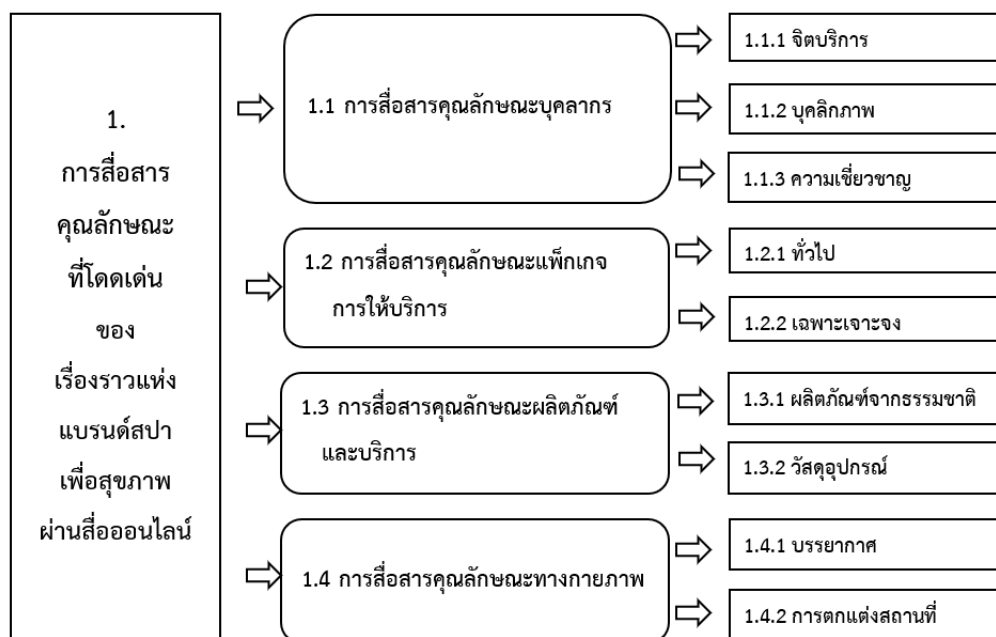 1.
การสื่อสาร
คุณลักษณะ
ที่โดดเด่น
ของ
เรื่องราวแห่ง
แบรนด์สปา
เพื่อสุขภาพ
ผ่านสื่อออนไลน์
1.1 การสื่อสารคุณลักษณะบุคลากร
1.1.1 จิตบริการ
1.1.2 บุคลิกภาพ
1.1.3 ความเชี่ยวชาญ
1.2 การสื่อสารคุณลักษณะแพ็กเกจ
การให้บริการ
1.2.1 ทั่วไป
1.2.2 เฉพาะเจาะจง
1.3 การสื่อสารคุณลักษณะผลิตภัณฑ์
และบริการ
1.3.1 ผลิตภัณฑ์จากธรรมชาติ
1.3.2 วัสดุอุปกรณ์
1.4 การสื่อสารคุณลักษณะทางกายภาพ
1.4.1 บรรยากาศ
1.4.2 การตกแต่งสถานที่